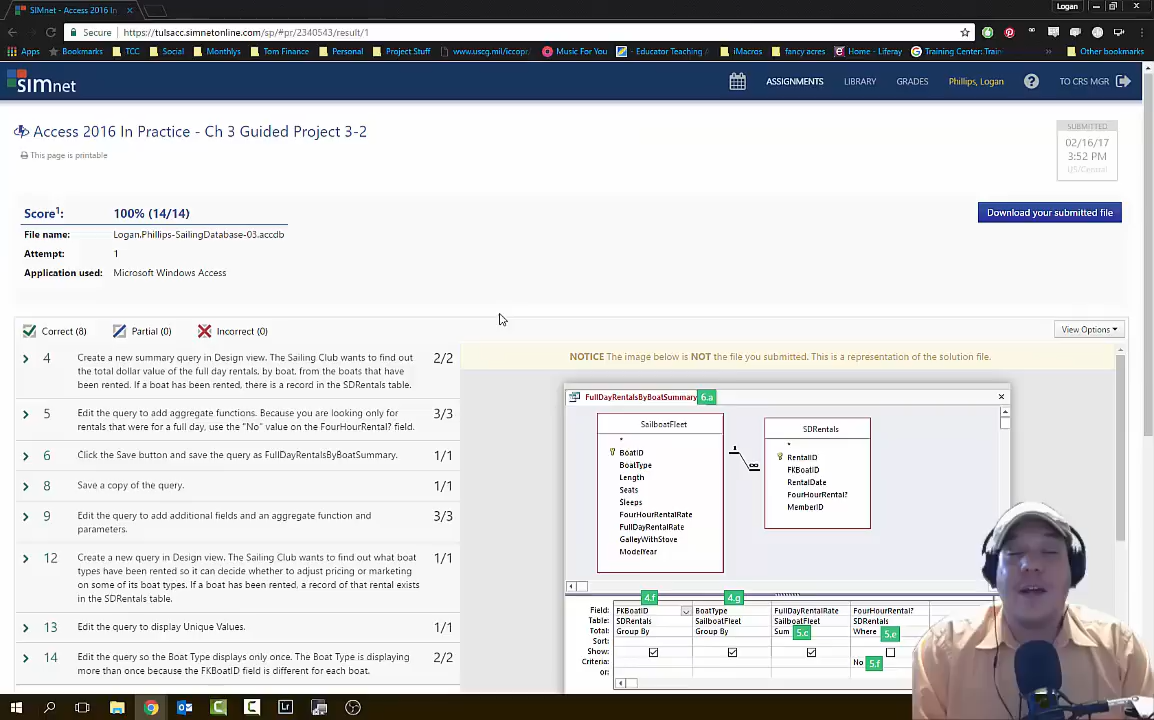 SIMnet - Access 2016 In
Logan
Secure
https://tulsacc.simnetonline.com/sp/#pr/2340543/result/1
Apps
Bookmarks
TCC
Social
Monthlys
Tom Finance
Personal
Project Stuff
www.uscg.mil/iccopr
Music For You
- Educator Teaching
iMacros
fancy acres
Home - Liferay
Training Center: Trai
Other bookmarks
SIMnet
ASSIGNMENTS
LIBRARY
GRADES
Phillips, Logan
?
TO CRS MGR
Access 2016 In Practice - Ch 3 Guided Project 3-2
This page is printable
SUBMITTED
02/16/17
3:52 PM
US/Central
Score1: 100% (14/14)
Download your submitted file
File name: Logan.Phillips-SailingDatabase-03.accdb
Attempt: 1
Application used: Microsoft Windows Access
Correct (8)
Partial (0)
Incorrect (0)
View Options
4 Create a new summary query in Design view. The Sailing Club wants to find out 2/2
the total dollar value of the full day rentals, by boat, from the boats that have
been rented. If a boat has been rented, there is a record in the SDRentals table.
5 Edit the query to add aggregate functions. Because you are looking only for 3/3
rentals that were for a full day, use the "No" value on the FourHourRental? field.
6 Click the Save button and save the query as FullDayRentalsByBoatSummary. 1/1
8 Save a copy of the query. 1/1
9 Edit the query to add additional fields and an aggregate function and 3/3
parameters.
12 Create a new query in Design view. The Sailing Club wants to find out what boat 1/1
types have been rented so it can decide whether to adjust pricing or marketing
on some of its boat types. If a boat has been rented, a record of that rental exists
in the SDRentals table.
13 Edit the query to display Unique Values. 1/1
14 Edit the query so the Boat Type displays only once. The Boat Type is displaying 2/2
more than once because the FKBoatID field is different for each boat.
NOTICE The image below is NOT the file you submitted. This is a representation of the solution file.
FullDayRentalsByBoatSummary 6.a
SailboatFleet
*
BoatID
BoatType
Length
Seats
Sleeps
FourHourRentalRate
FullDayRentalRate
GalleyWithStove
ModelYear
SDRentals
*
RentalID
FKBoatID
RentalDate
FourHourRental?
MemberID
4.f 4.g
Field: FKBoatID BoatType FullDayRentalRate FourHourRental?
Table: SDRentals SailboatFleet SailboatFleet SDRentals
Total: Group By Group By Sum 5.c Where 5.e
Sort:
Show:
Criteria: No 5.f
or: